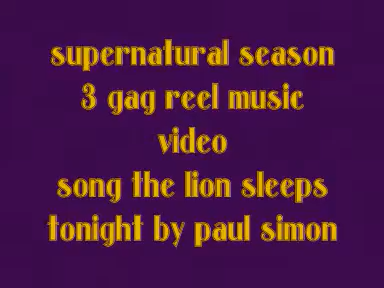 supernatural season
3 gag reel music
video
song the lion sleeps
tonight by paul simon